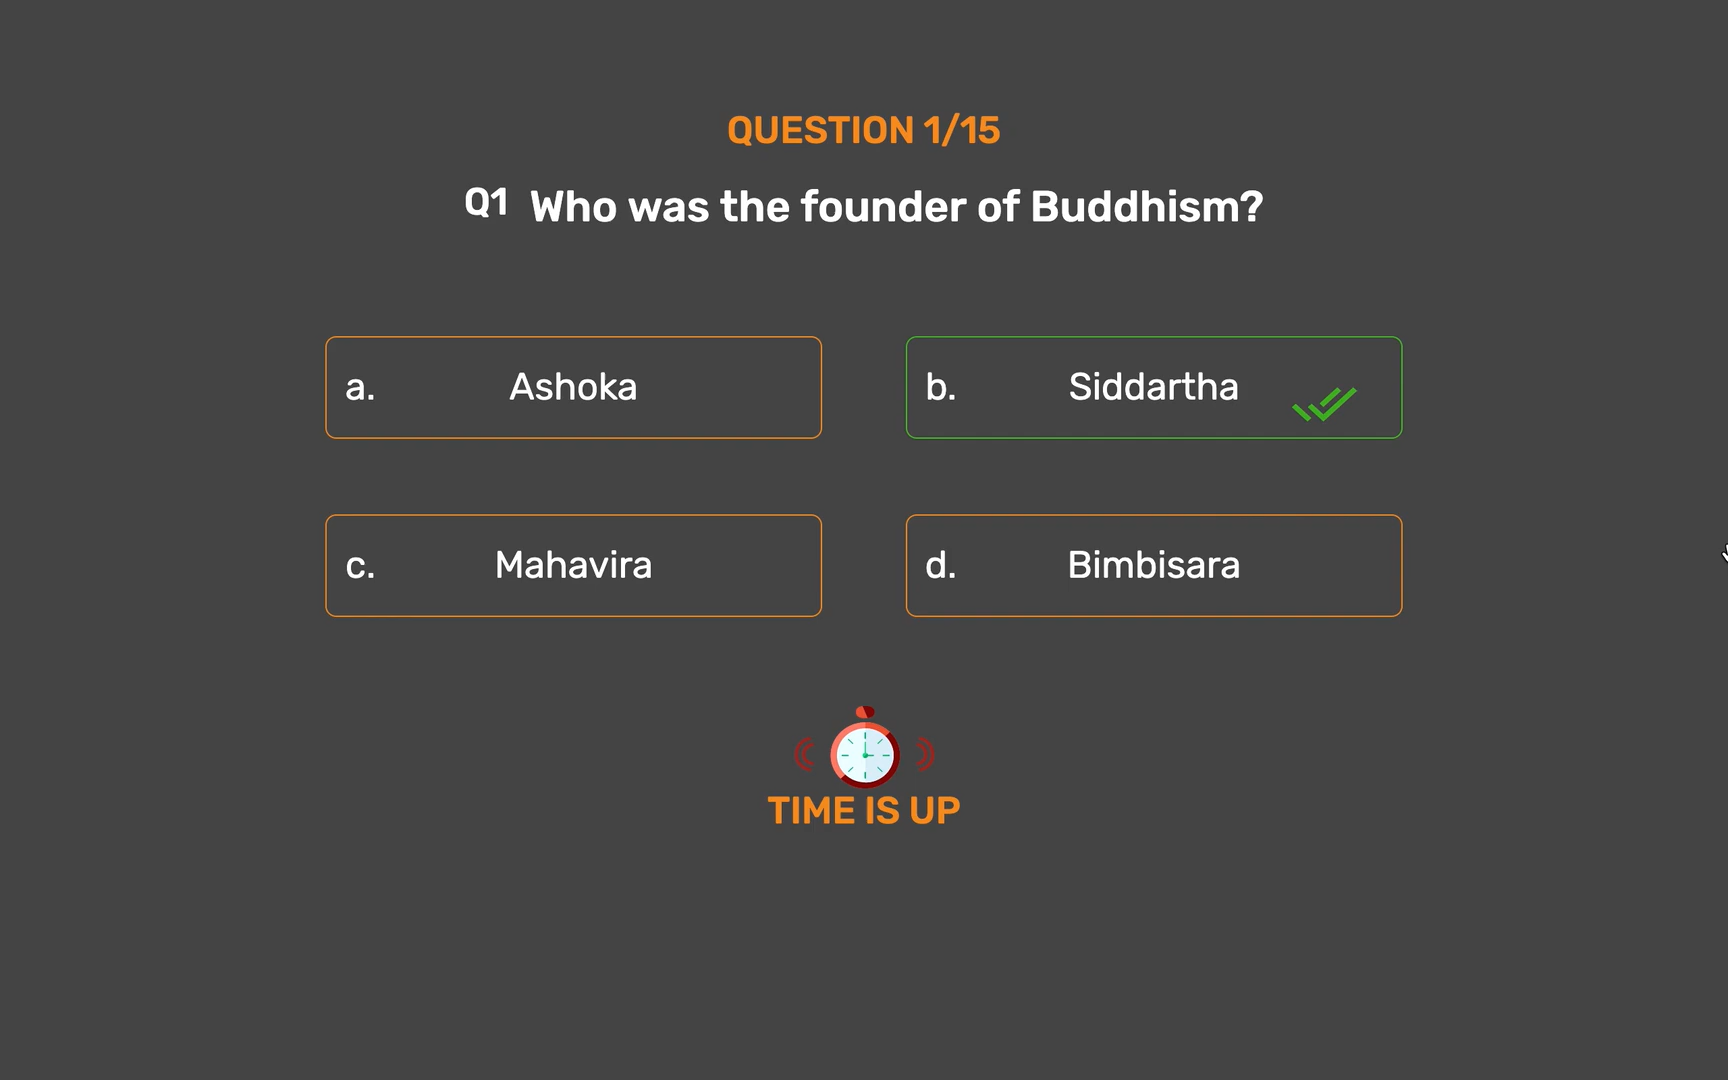 QUESTION 1/15
Q1 Who was the founder of Buddhism?
a. Ashoka
b. Siddartha
c. Mahavira
d. Bimbisara
TIME IS UP